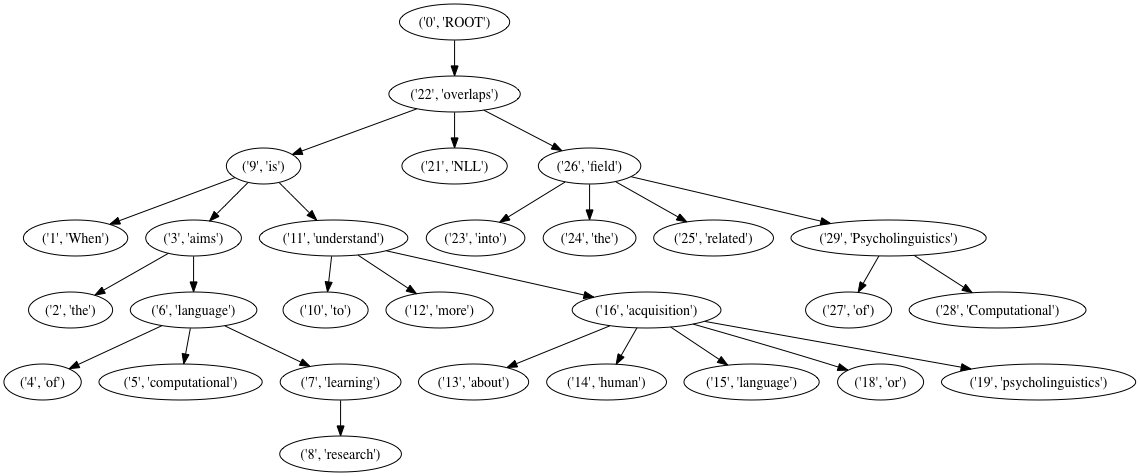 ('0', 'ROOT')
('22', 'overlaps')
('9', 'is')
('21', 'NLL')
('26', 'field')
('1', 'When')
('3', 'aims')
('11', 'understand')
('23', 'into')
('24', 'the')
('25', 'related')
('29', 'Psycholinguistics')
('2', 'the')
('6', 'language')
('10', 'to')
('12', 'more')
('16', 'acquisition')
('27', 'of')
('28', 'Computational')
('4', 'of')
('5', 'computational')
('7', 'learning')
('13', 'about')
('14', 'human')
('15', 'language')
('18', 'or')
('19', 'psycholinguistics')
('8', 'research')